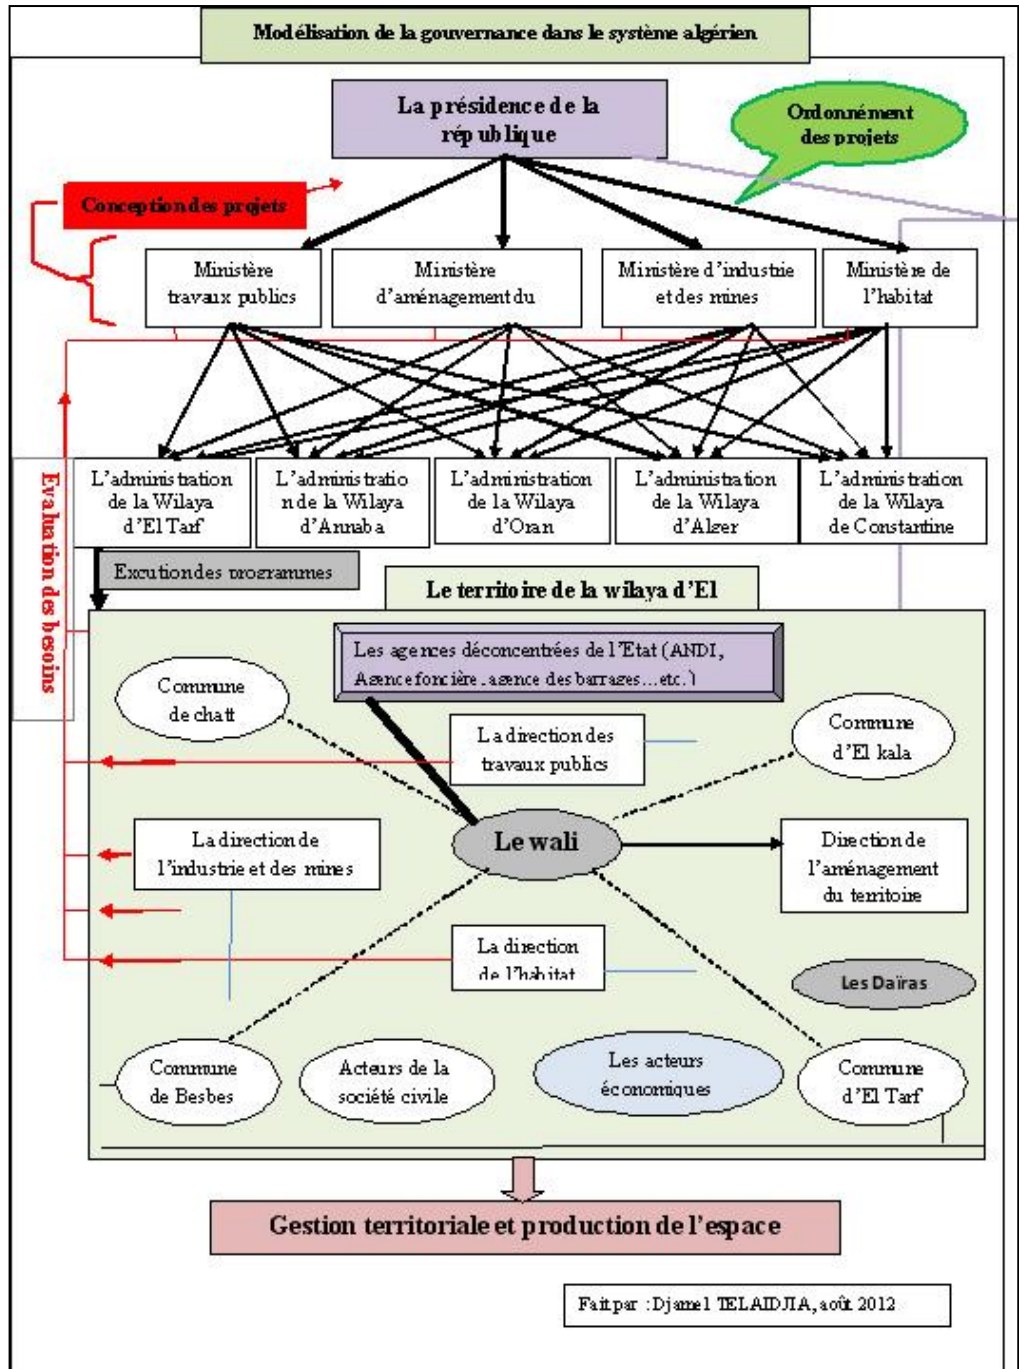 Modélisation de la gouvernance dans le système algérien
La présidence de la
république
Ordonnément
des projets
Conception des projets
Ministère
travaux publics
Ministère
d'aménagement du
Ministère d'industrie
et des mines
Ministère de
l'habitat
L'administration
de la Wilaya
d'El Tarf
L'administratio
n de la Wilaya
d'Annaba
L'administration
de la Wilaya
d'Oran
L'administration
de la Wilaya
d'Alger
L'administration
de la Wilaya
de Constantine
Evaluation des besoins
Excution des programmes
Le territoire de la wilaya d'El
Les agences déconcentrées de l'Etat (ANDI,
Agence foncière, agence des barrages...etc.)
Commune
de chatt
La direction des
travaux publics
Commune
d'El kala
Le wali
La direction de
l'industrie et des mines
Direction de
l'aménagement
du territoire
La direction
de l'habitat
Les Daïras
Commune
de Besbes
Acteurs de la
société civile
Les acteurs
économiques
Commune
d'El Tarf
Gestion territoriale et production de l'espace
Fait par : Djamel TELAIDJIA, août 2012